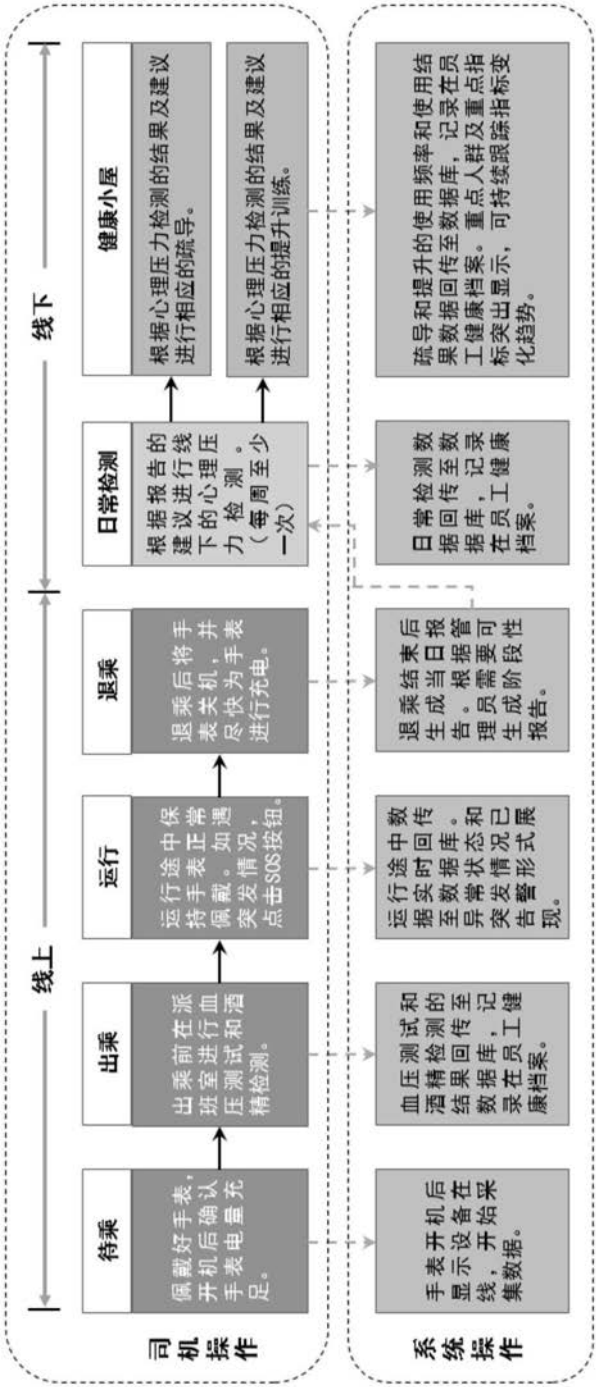 线上
线下
待乘
出乘
运行
退乘
日常检测
健康小屋
司机操作
佩戴好手表，
开机后确认
手表电量充
足。
出乘前在派
班室进行血
压测试和酒
精检测。
运行途中保
持手表正常
佩戴。如遇
突发情况，
点击SOS按钮。
退乘后将手
表关机，并
尽快为手表
进行充电。
根据报告的
建议进行线
下的心理压
力检测。
（每周至少
一次）
根据心理压力检测的结果及建议
进行相应的疏导。
根据心理压力检测的结果及建议
进行相应的提升训练。
系统操作
手表开机后
显示设备在
线，开始采
集数据。
血压测试和
酒精检测的
结果回传至
数据库，记
录在员工健
康档案。
运行途中数
据实时回传
至数据库。
异常状态和
突发情况已
告警形式展
现。
退乘结束后
生成当日报
告。根据管
理员需要可
生成阶段性
报告。
日常检测数
据回传至数
据库，记录
在员工健康
档案。
疏导和提升的使用频率和使用结
果数据回传至数据库，记录在员
工健康档案。重点人群及重点指
标突出显示，可持续跟踪指标变
化趋势。